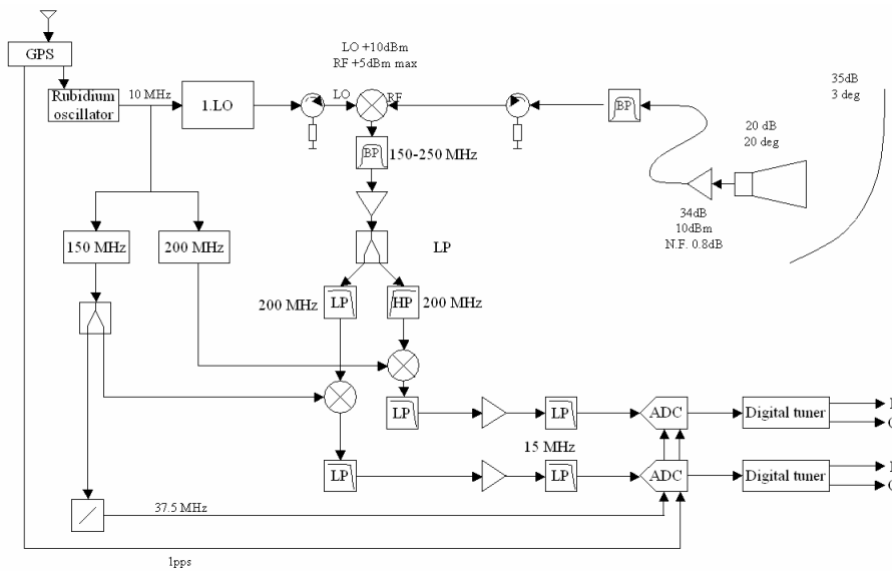 GPS
Rubidium
oscillator
10 MHz
1.LO
LO +10dBm
RF +5dBm max
LO
RF
BP
150-250 MHz
BP
35dB
3 deg
20 dB
20 deg
34dB
10dBm
N.F. 0.8dB
150 MHz
200 MHz
LP
200 MHz
LP
HP
200 MHz
LP
LP
ADC
Digital tuner
I
15 MHz
LP
LP
ADC
Digital tuner
I
37.5 MHz
1pps